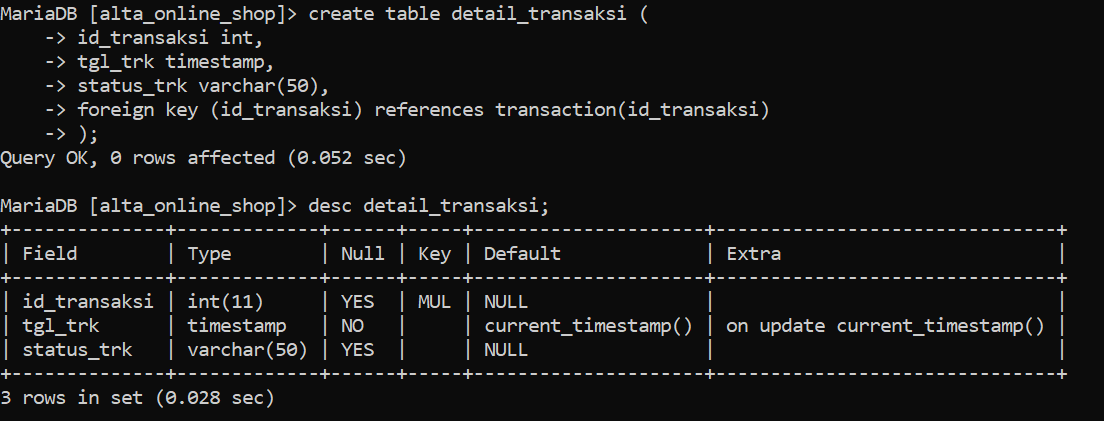 MariaDB [alta_online_shop]> create table detail_transaksi (
    -> id_transaksi int,
    -> tgl_trk timestamp,
    -> status_trk varchar(50),
    -> foreign key (id_transaksi) references transaction(id_transaksi)
    -> );
Query OK, 0 rows affected (0.052 sec)

MariaDB [alta_online_shop]> desc detail_transaksi;
+--------------+-------------+------+-----+---------------------+-------------------------------+
| Field        | Type        | Null | Key | Default             | Extra                         |
+--------------+-------------+------+-----+---------------------+-------------------------------+
| id_transaksi | int(11)     | YES  | MUL | NULL                |                               |
| tgl_trk      | timestamp   | NO   |     | current_timestamp() | on update current_timestamp() |
| status_trk   | varchar(50) | YES  |     | NULL                |                               |
+--------------+-------------+------+-----+---------------------+-------------------------------+
3 rows in set (0.028 sec)